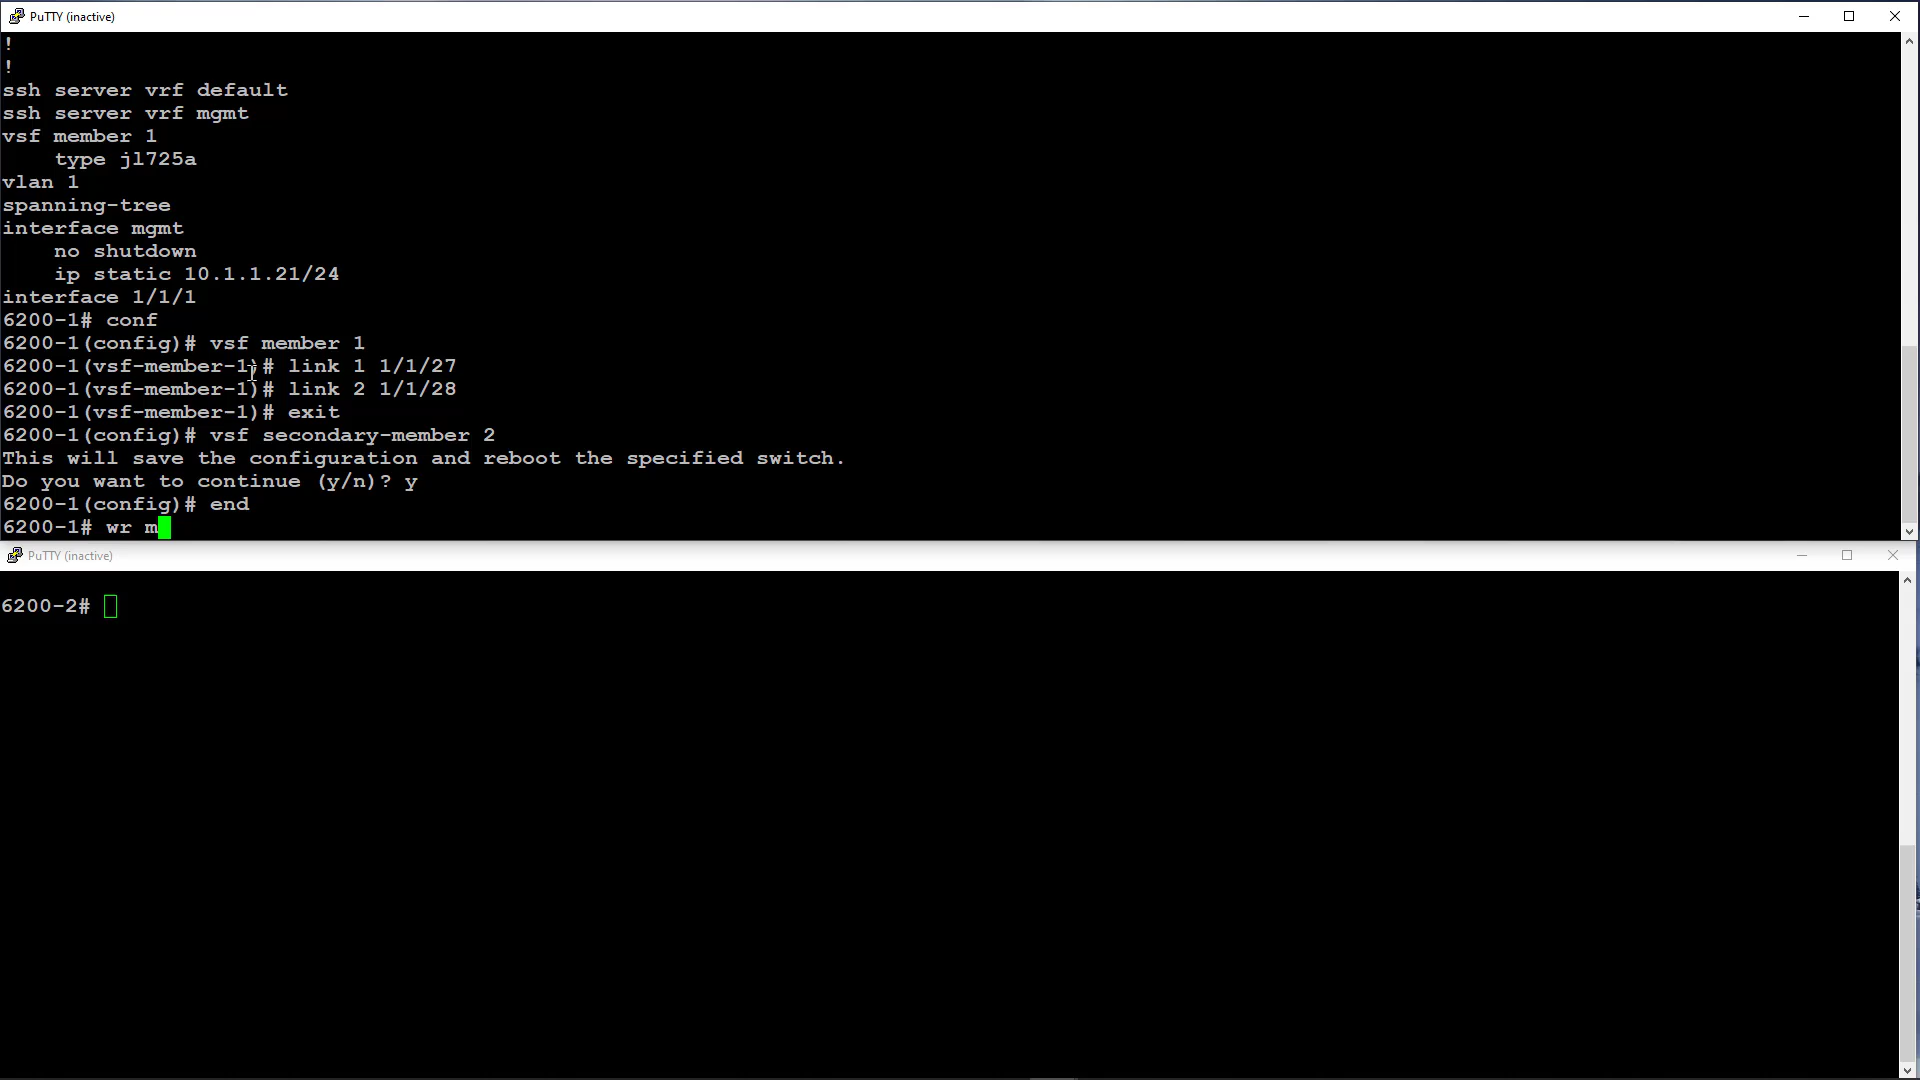 PuTTY (inactive)
!
!
ssh server vrf default
ssh server vrf mgmt
vsf member 1
    type jl725a
vlan 1
spanning-tree
interface mgmt
    no shutdown
    ip static 10.1.1.21/24
interface 1/1/1
6200-1# conf
6200-1(config)# vsf member 1
6200-1(vsf-member-1)# link 1 1/1/27
6200-1(vsf-member-1)# link 2 1/1/28
6200-1(vsf-member-1)# exit
6200-1(config)# vsf secondary-member 2
This will save the configuration and reboot the specified switch.
Do you want to continue (y/n)? y
6200-1(config)# end
6200-1# wr m
PuTTY (inactive)
6200-2#